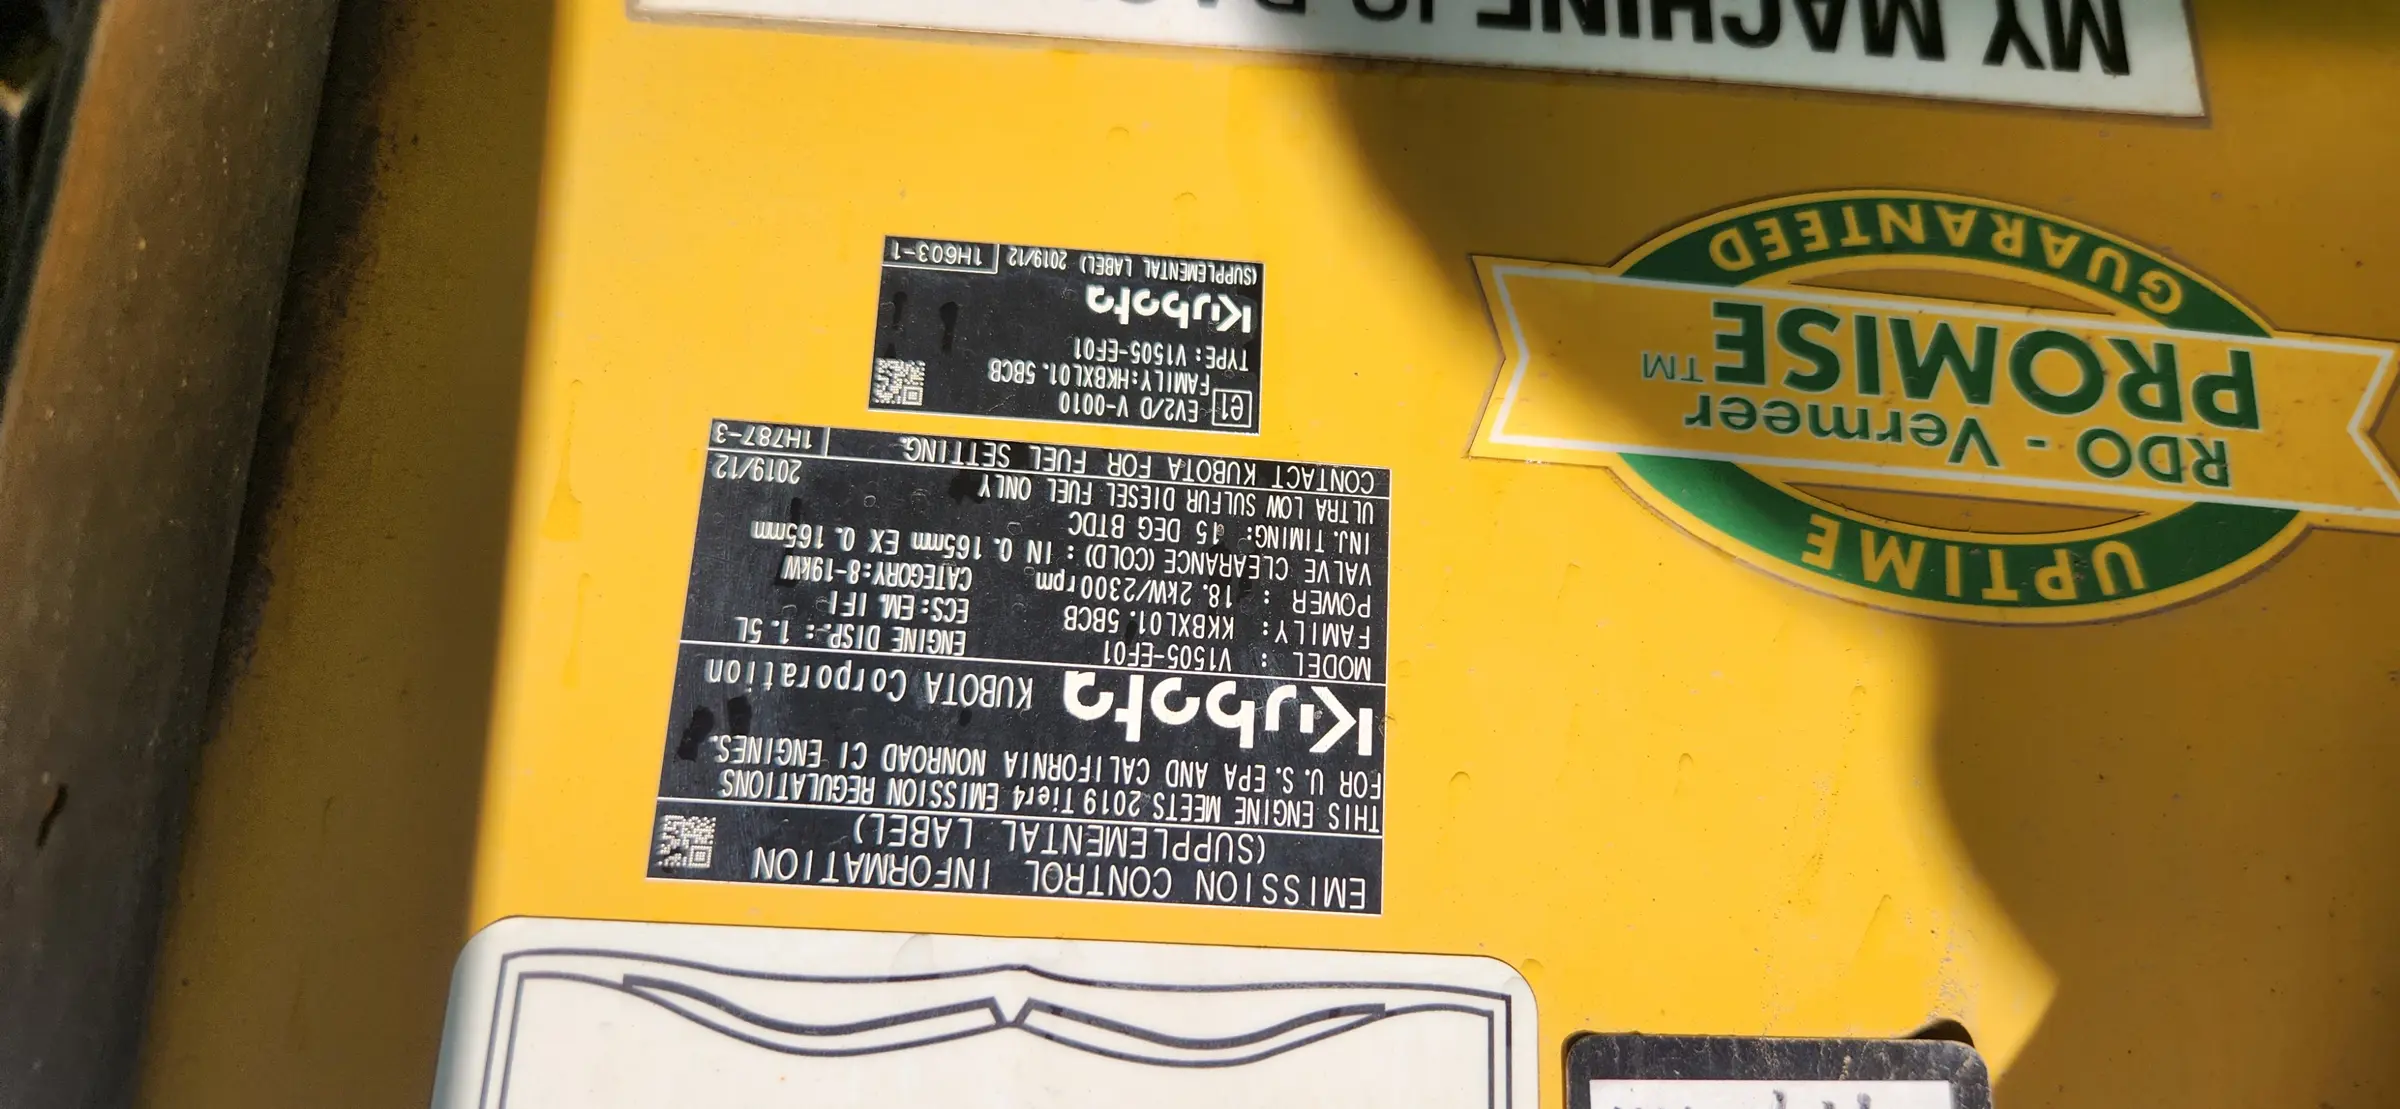 EMISSION CONTROL INFORMATION
(SUPPLEMENTAL LABEL)
THIS ENGINE MEETS 2019 Tier4 EMISSION REGULATIONS
FOR U.S. EPA AND CALIFORNIA NONROAD CI ENGINES.
Kubota KUBOTA Corporation
MODEL : V1505-EF01 ENGINE DISP.: 1.5L
FAMILY: KKBXL01.5BCB ECS:EM, IFI
POWER : 18.2kW/2300rpm CATEGORY:8-19kW
VALVE CLEARANCE (COLD) : IN 0.165mm EX 0.165mm
INJ. TIMING: 15 DEG BTDC
ULTRA LOW SULFUR DIESEL FUEL ONLY 2019/12
CONTACT KUBOTA FOR FUEL SETTING. 1H787-3
e1 EV2/D V-0010
FAMILY:HKBXL01.5BCB
TYPE: V1505-EF01
Kubota
(SUPPLEMENTAL LABEL) 2019/12 1H603-1
UPTIME
RDO - Vermeer
PROMISE™
GUARANTEED
MY MACHINE IS